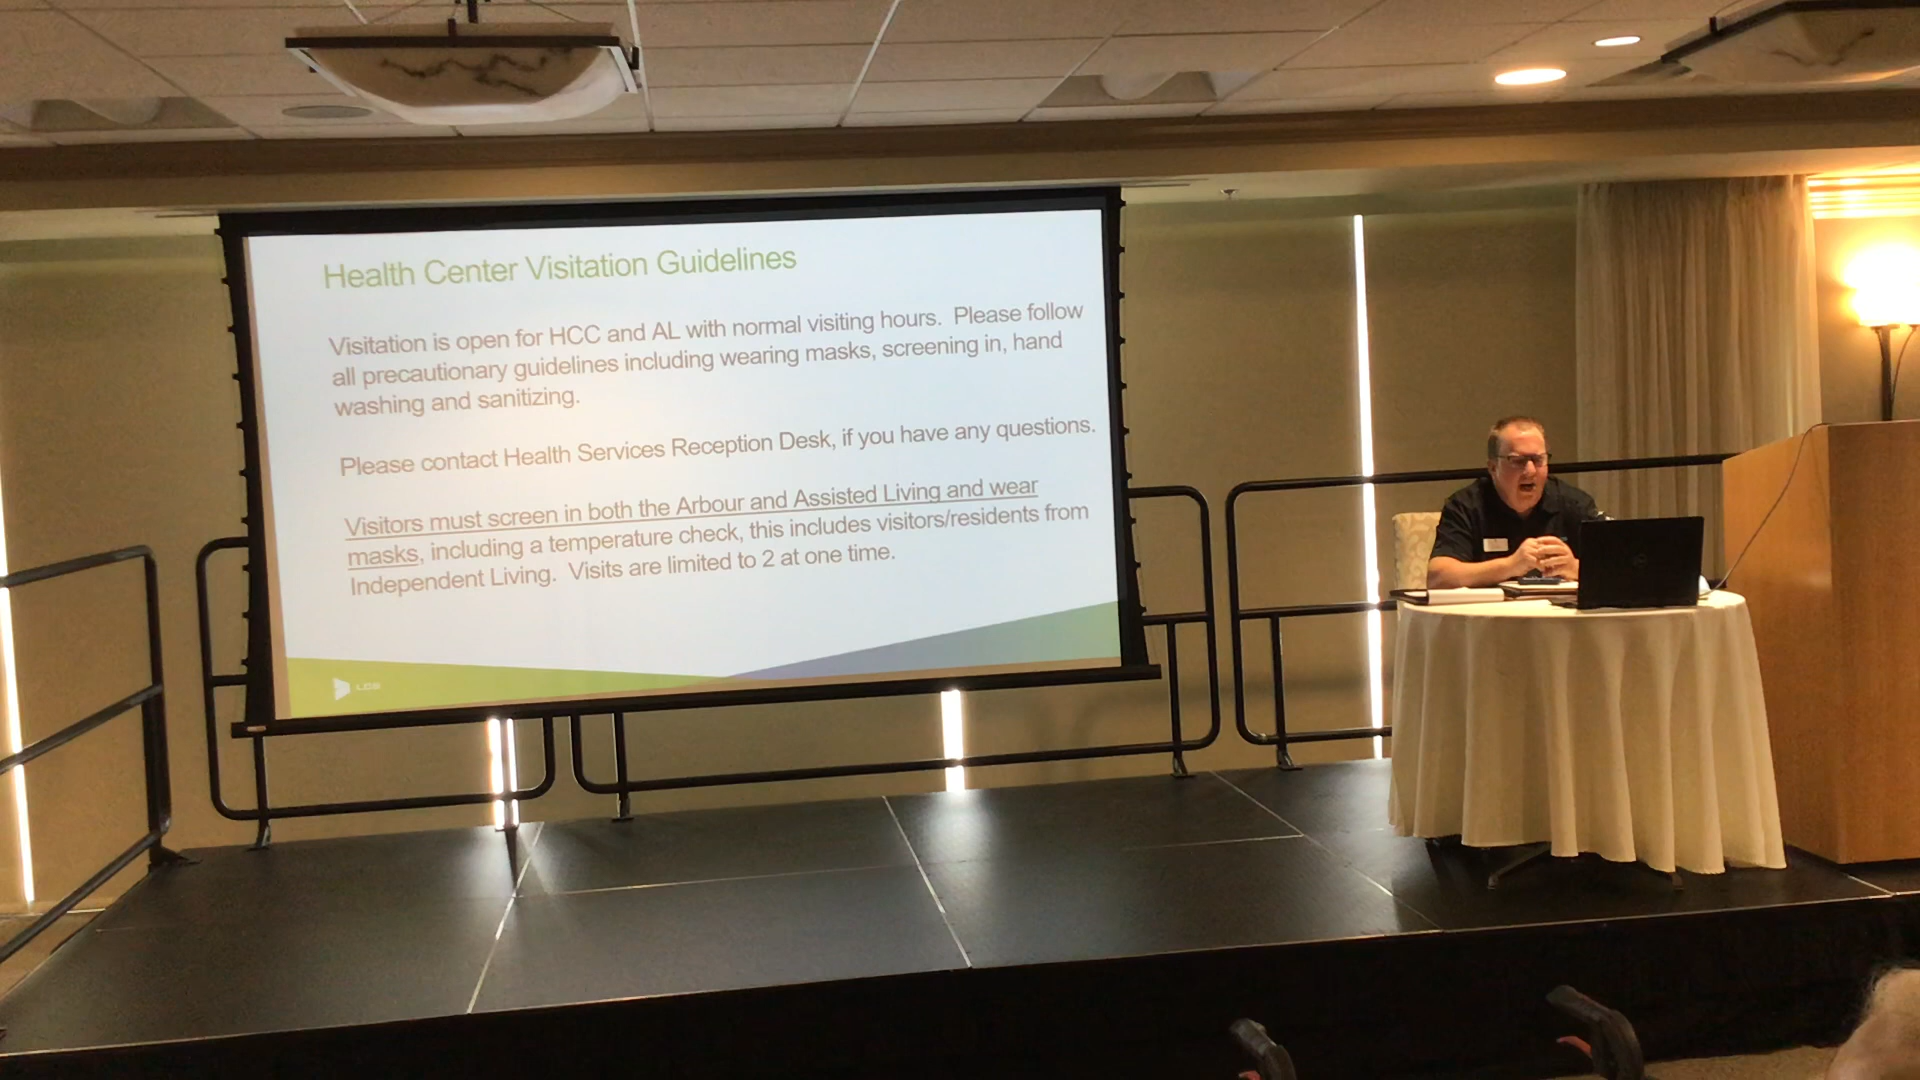 Health Center Visitation Guidelines
Visitation is open for HCC and AL with normal visiting hours.  Please follow
all precautionary guidelines including wearing masks, screening in, hand
washing and sanitizing.
Please contact Health Services Reception Desk, if you have any questions.
Visitors must screen in both the Arbour and Assisted Living and wear
masks, including a temperature check, this includes visitors/residents from
Independent Living.  Visits are limited to 2 at one time.
LCS